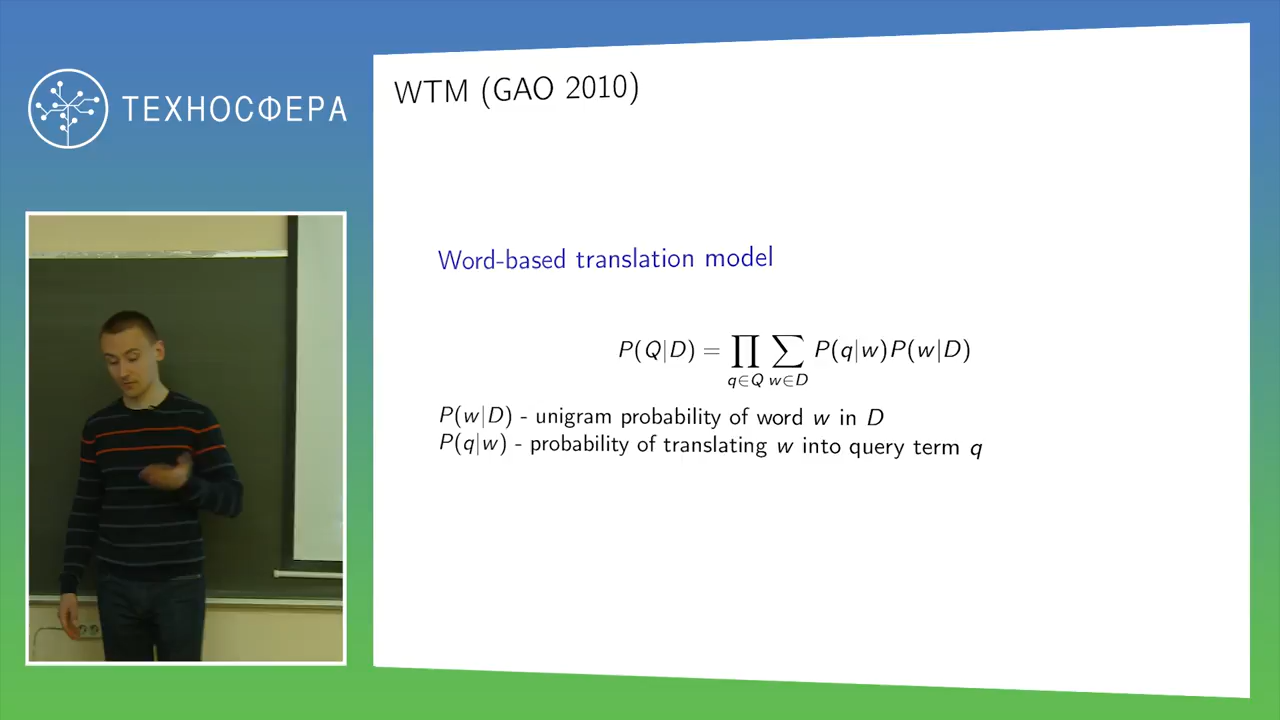 ТЕХНОСФЕРА
WTM (GAO 2010)
Word-based translation model
P(Q|D) = ∏_{q∈Q} ∑_{w∈D} P(q|w)P(w|D)
P(w|D) - unigram probability of word w in D
P(q|w) - probability of translating w into query term q